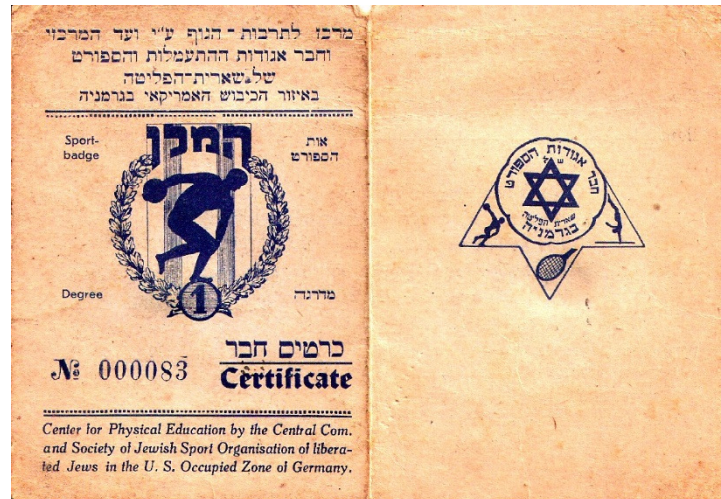 מרכז לתרבות-הגוף ע"י ועד המרכזי
וחבר אגודות ההתעמלות והספורט
של שארית-הפליטה
באיזור הכיבוש האמריקאי בגרמניה
Sport-
badge
המכן
אות
הספורט
Degree
1
מדרגה
כרטים חבר
№ 000083
Certificate
Center for Physical Education by the Central Com.
and Society of Jewish Sport Organisation of libera-
ted Jews in the U. S. Occupied Zone of Germany.
חבר אגודות הספורט
של
שארית הפליטה
בגרמניה